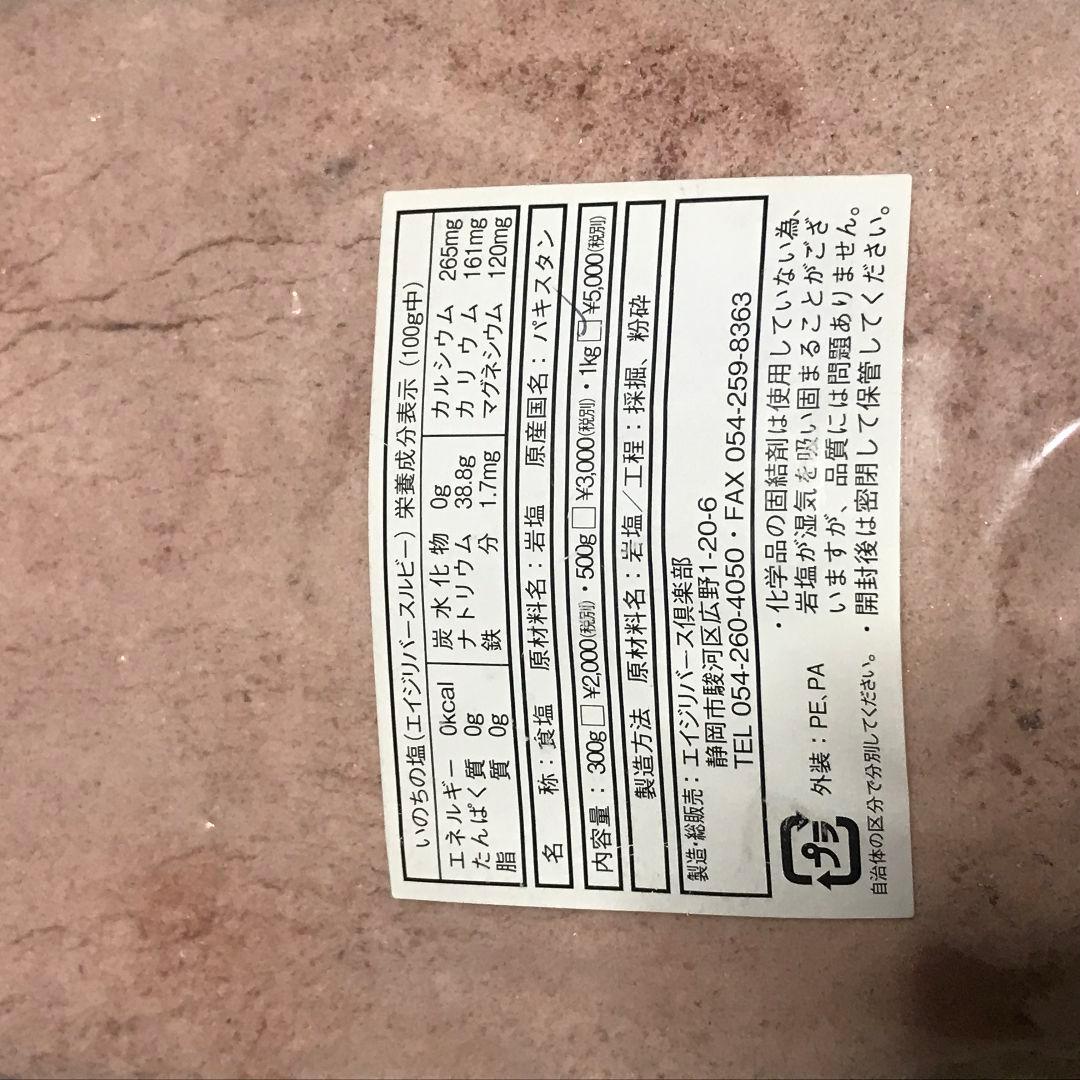 いのちの塩(エイジリバースルビー) 栄養成分表示 (100g中)
エネルギー 0kcal 炭水化物 0g カルシウム 265mg
たんぱく質 0g ナトリウム 38.8g カリウム 161mg
脂質 0g 鉄分 1.7mg マグネシウム 120mg
名称：食塩 原材料名：岩塩 原産国名：パキスタン
内容量：300g□¥2,000(税別)・500g□¥3,000(税別)・1kg☑¥5,000(税別)
製造方法 原材料名：岩塩／工程：採掘、粉砕
製造・総販売：エイジリバース倶楽部
静岡市駿河区広野1-20-6
TEL 054-260-4050・FAX 054-259-8363
プラ
外装：PE,PA
自治体の区分で分別してください。
・化学品の固結剤は使用していない為、
岩塩が湿気を吸い固まることがござ
いますが、品質には問題ありません。
・開封後は密閉して保管してください。